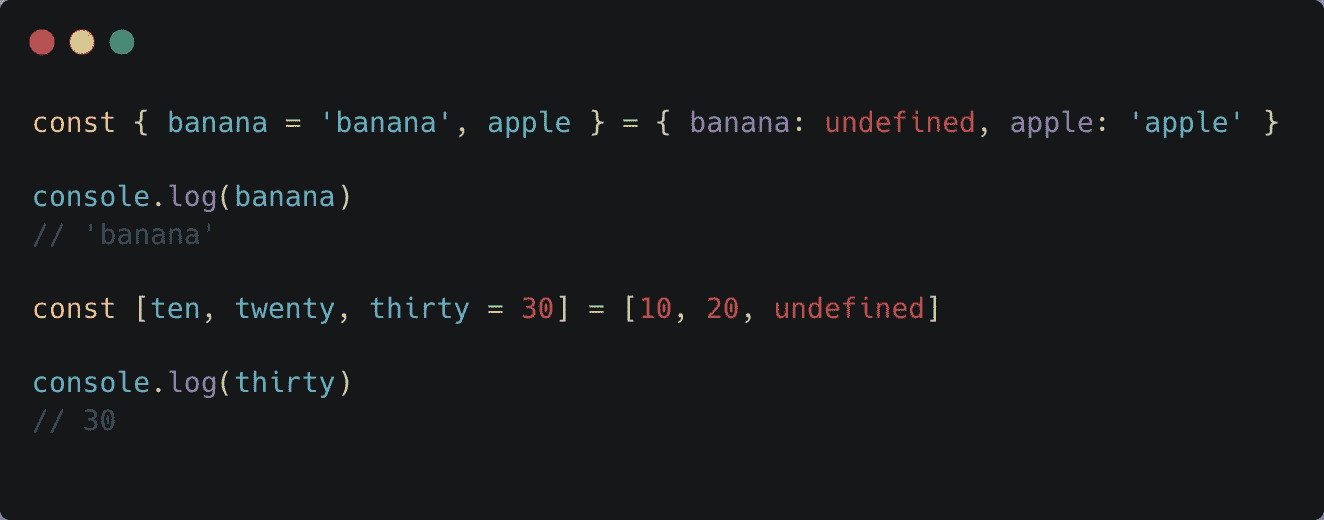 const { banana = 'banana', apple } = { banana: undefined, apple: 'apple' }
console.log(banana)
// 'banana'
const [ten, twenty, thirty = 30] = [10, 20, undefined]
console.log(thirty)
// 30